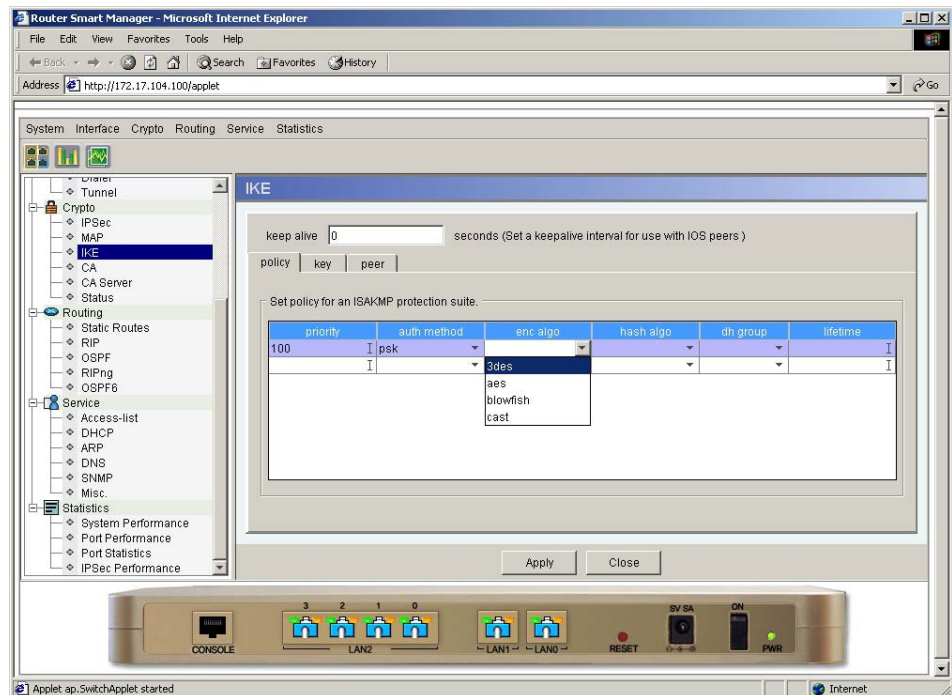 Router Smart Manager - Microsoft Internet Explorer
File Edit View Favorites Tools Help
Back Search Favorites History
Address http://172.17.104.100/applet Go
System Interface Crypto Routing Service Statistics
Dialer
Tunnel
Crypto
IPSec
MAP
IKE
CA
CA Server
Status
Routing
Static Routes
RIP
OSPF
RIPng
OSPF6
Service
Access-list
DHCP
ARP
DNS
SNMP
Misc.
Statistics
System Performance
Port Performance
Port Statistics
IPSec Performance
IKE
keep alive 0 seconds (Set a keepalive interval for use with IOS peers )
policy key peer
Set policy for an ISAKMP protection suite.
priority auth method enc algo hash algo dh group lifetime
100 psk
3des
aes
blowfish
cast
Apply Close
3 2 1 0 5V 5A ON
CONSOLE LAN2 LAN1 LAN0 RESET PWR
Applet ap.SwitchApplet started Internet